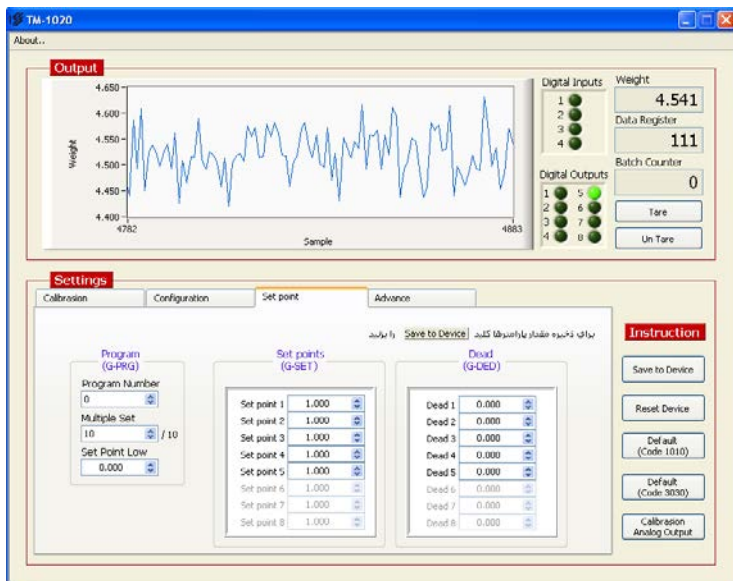 TM-1020
About..
Output
4.650
4.600
4.550
4.500
4.450
4.400
Weight
4782
4883
Sample
Digital Inputs
1
2
3
4
Digital Outputs
1 5
2 6
3 7
4 8
Weight
4.541
Data Register
111
Batch Counter
0
Tare
Un Tare
Settings
Calibrasion
Configuration
Set point
Advance
برای ذخیره مقدار پارامترها کلید Save to Device را بزنید
Program
(G-PRG)
Program Number
0
Multiple Set
10 / 10
Set Point Low
0.000
Set points
(G-SET)
Set point 1 1.000
Set point 2 1.000
Set point 3 1.000
Set point 4 1.000
Set point 5 1.000
Set point 6 1.000
Set point 7 1.000
Set point 8 1.000
Dead
(G-DED)
Dead 1 0.000
Dead 2 0.000
Dead 3 0.000
Dead 4 0.000
Dead 5 0.000
Dead 6 0.000
Dead 7 0.000
Dead 8 0.000
Instruction
Save to Device
Reset Device
Default
(Code 1010)
Default
(Code 3030)
Calibrasion
Analog Output